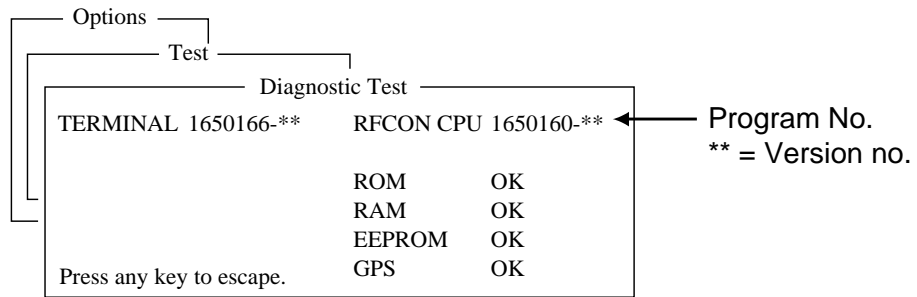 Options
Test
Diagnostic Test
TERMINAL 1650166-** RFCON CPU 1650160-**
Program No.
** = Version no.
ROM OK
RAM OK
EEPROM OK
GPS OK
Press any key to escape.